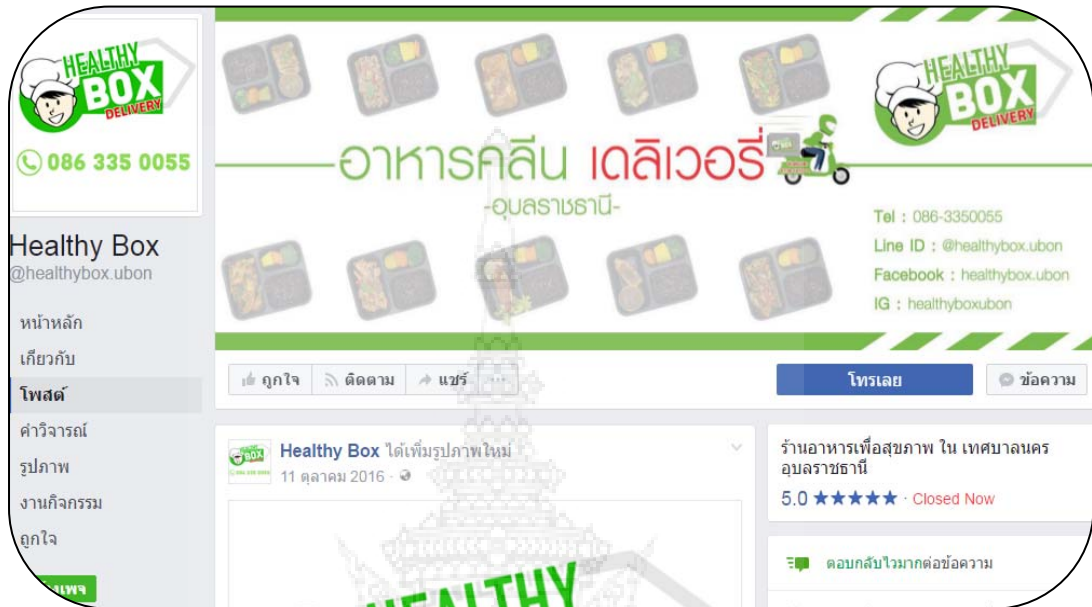 HEALTHY
BOX
DELIVERY
086 335 0055
Healthy Box
@healthybox.ubon
หน้าหลัก
เกี่ยวกับ
โพสต์
คำวิจารณ์
รูปภาพ
งานกิจกรรม
ถูกใจ
อาหารคลีน เดลิเวอรี่
-อุบลราชธานี-
HEALTHY
BOX
DELIVERY
Tel : 086-3350055
Line ID : @healthybox.ubon
Facebook : healthybox.ubon
IG : healthyboxubon
ถูกใจ ติดตาม แชร์ ...
โทรเลย ข้อความ
Healthy Box ได้เพิ่มรูปภาพใหม่
11 ตุลาคม 2016 ·
HEALTHY
ร้านอาหารเพื่อสุขภาพ ใน เทศบาลนคร
อุบลราชธานี
5.0 ★★★★★ · Closed Now
ตอบกลับไวมากต่อข้อความ